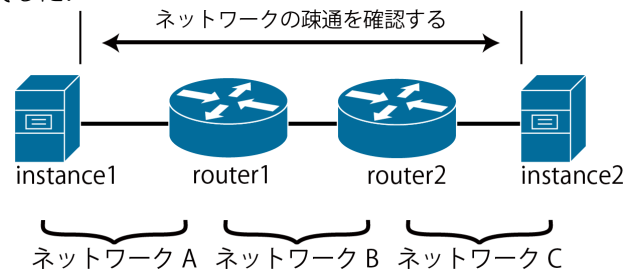 ネットワークの疎通を確認する
instance1
router1
router2
instance2
ネットワーク A
ネットワーク B
ネットワーク C